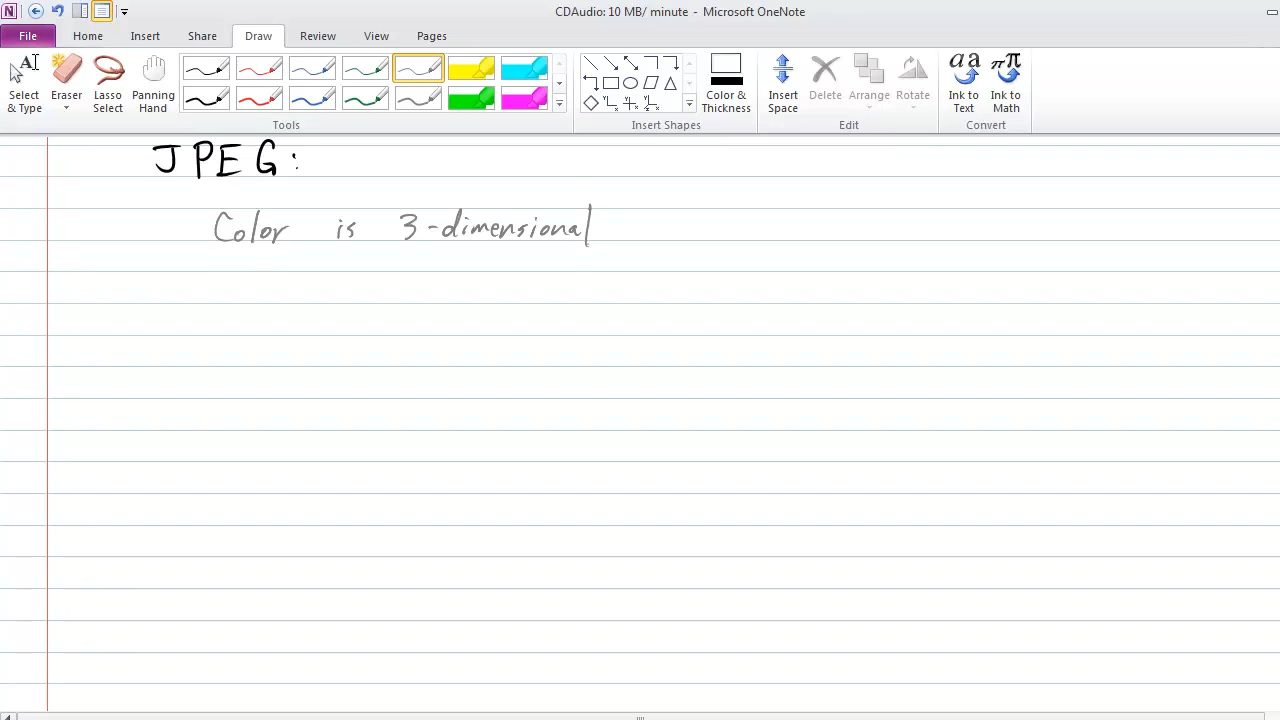 CDAudio: 10 MB/ minute - Microsoft OneNote
File Home Insert Share Draw Review View Pages
Select & Type Eraser Lasso Select Panning Hand Color & Thickness Insert Space Delete Arrange Rotate Ink to Text Ink to Math
Tools Insert Shapes Edit Convert
JPEG:
Color is 3-dimensional